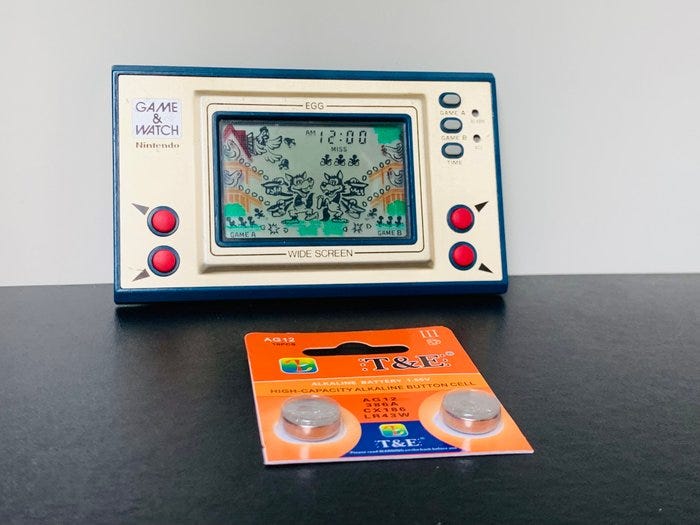 GAME
&
WATCH
Nintendo
EGG
AM 12:00
MISS
GAME A
GAME B
WIDE SCREEN
GAME A
GAME B
TIME
AG12
T&E®
ALKALINE BATTERY 1.55V
HIGH-CAPACITY ALKALINE BUTTON CELL
AG12
386A
CX186
LR43W
T&E®